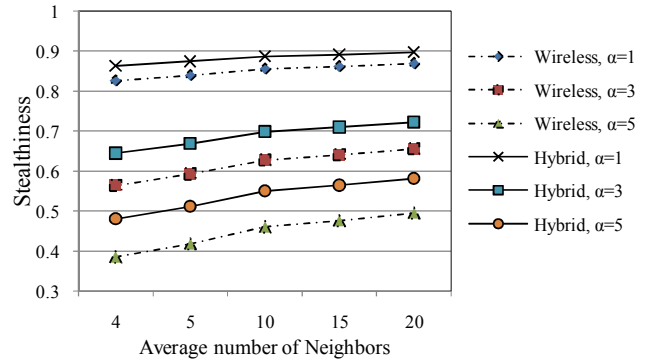 1
0.9
0.8
0.7
0.6
0.5
0.4
0.3
Stealthiness
4 5 10 15 20
Average number of Neighbors
Wireless, α=1
Wireless, α=3
Wireless, α=5
Hybrid, α=1
Hybrid, α=3
Hybrid, α=5